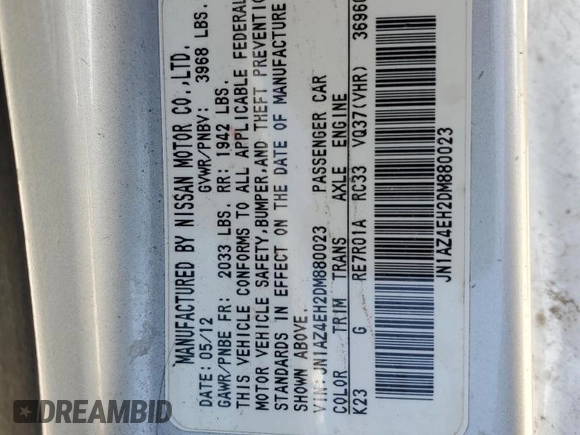 MANUFACTURED BY NISSAN MOTOR CO.,LTD.
DATE: 05/12 GVWR/PNBV: 3968 LBS.
GAWR/PNBE FR: 2033 LBS. RR: 1942 LBS.
THIS VEHICLE CONFORMS TO ALL APPLICABLE FEDERAL
MOTOR VEHICLE SAFETY,BUMPER,AND THEFT PREVENTION
STANDARDS IN EFFECT ON THE DATE OF MANUFACTURE
SHOWN ABOVE.
VIN: JN1AZ4EH2DM880023 PASSENGER CAR
COLOR TRIM TRANS AXLE ENGINE
K23 G RE7R01A RC33 VQ37(VHR) 3696
JN1AZ4EH2DM880023
DREAMBID